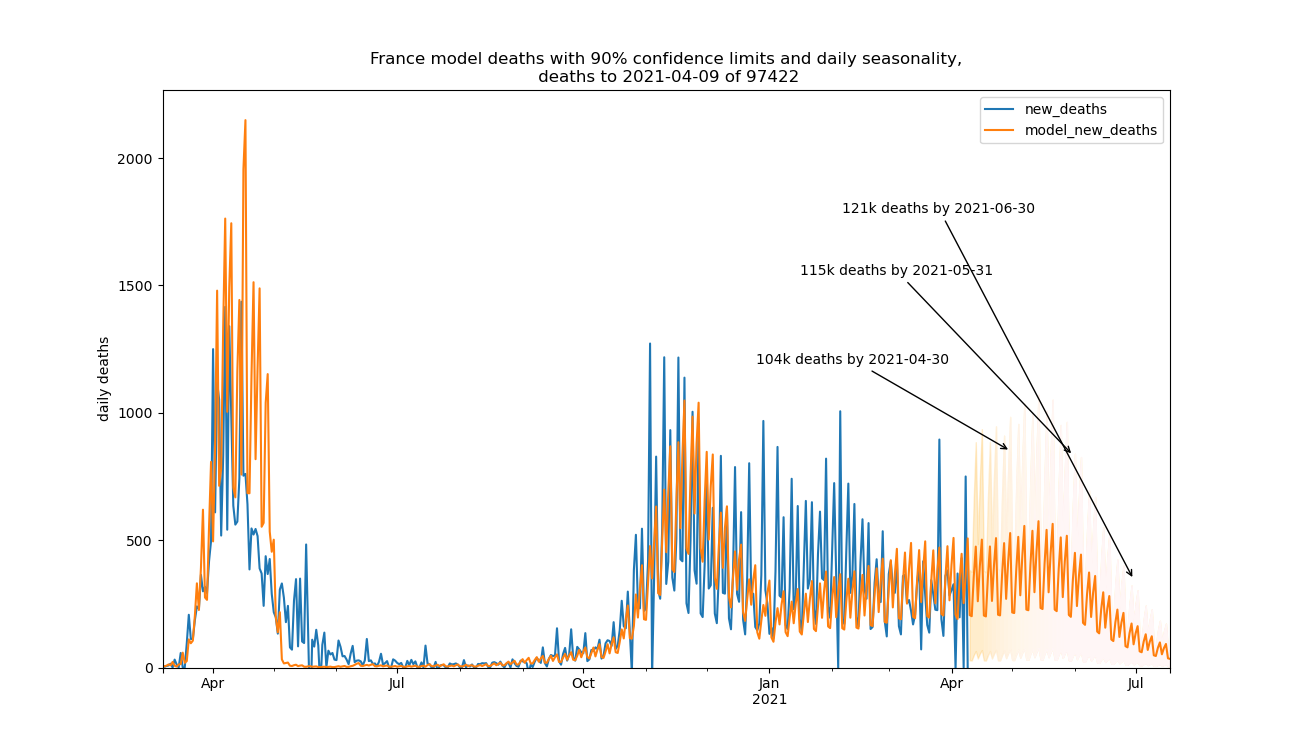 France model deaths with 90% confidence limits and daily seasonality,
deaths to 2021-04-09 of 97422
new_deaths
model_new_deaths
daily deaths
2000
1500
1000
500
0
121k deaths by 2021-06-30
115k deaths by 2021-05-31
104k deaths by 2021-04-30
Apr
Jul
Oct
Jan
2021
Apr
Jul